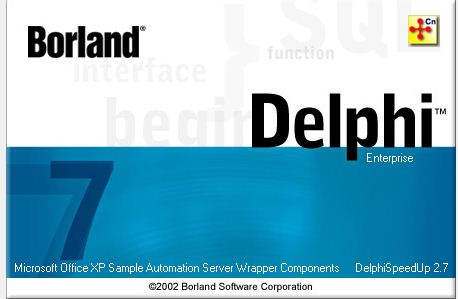 Borland®
Cn
SQL
}
function
interface
begin
Delphi™
Enterprise
7
Microsoft Office XP Sample Automation Server Wrapper Components DelphiSpeedUp 2.7
©2002 Borland Software Corporation